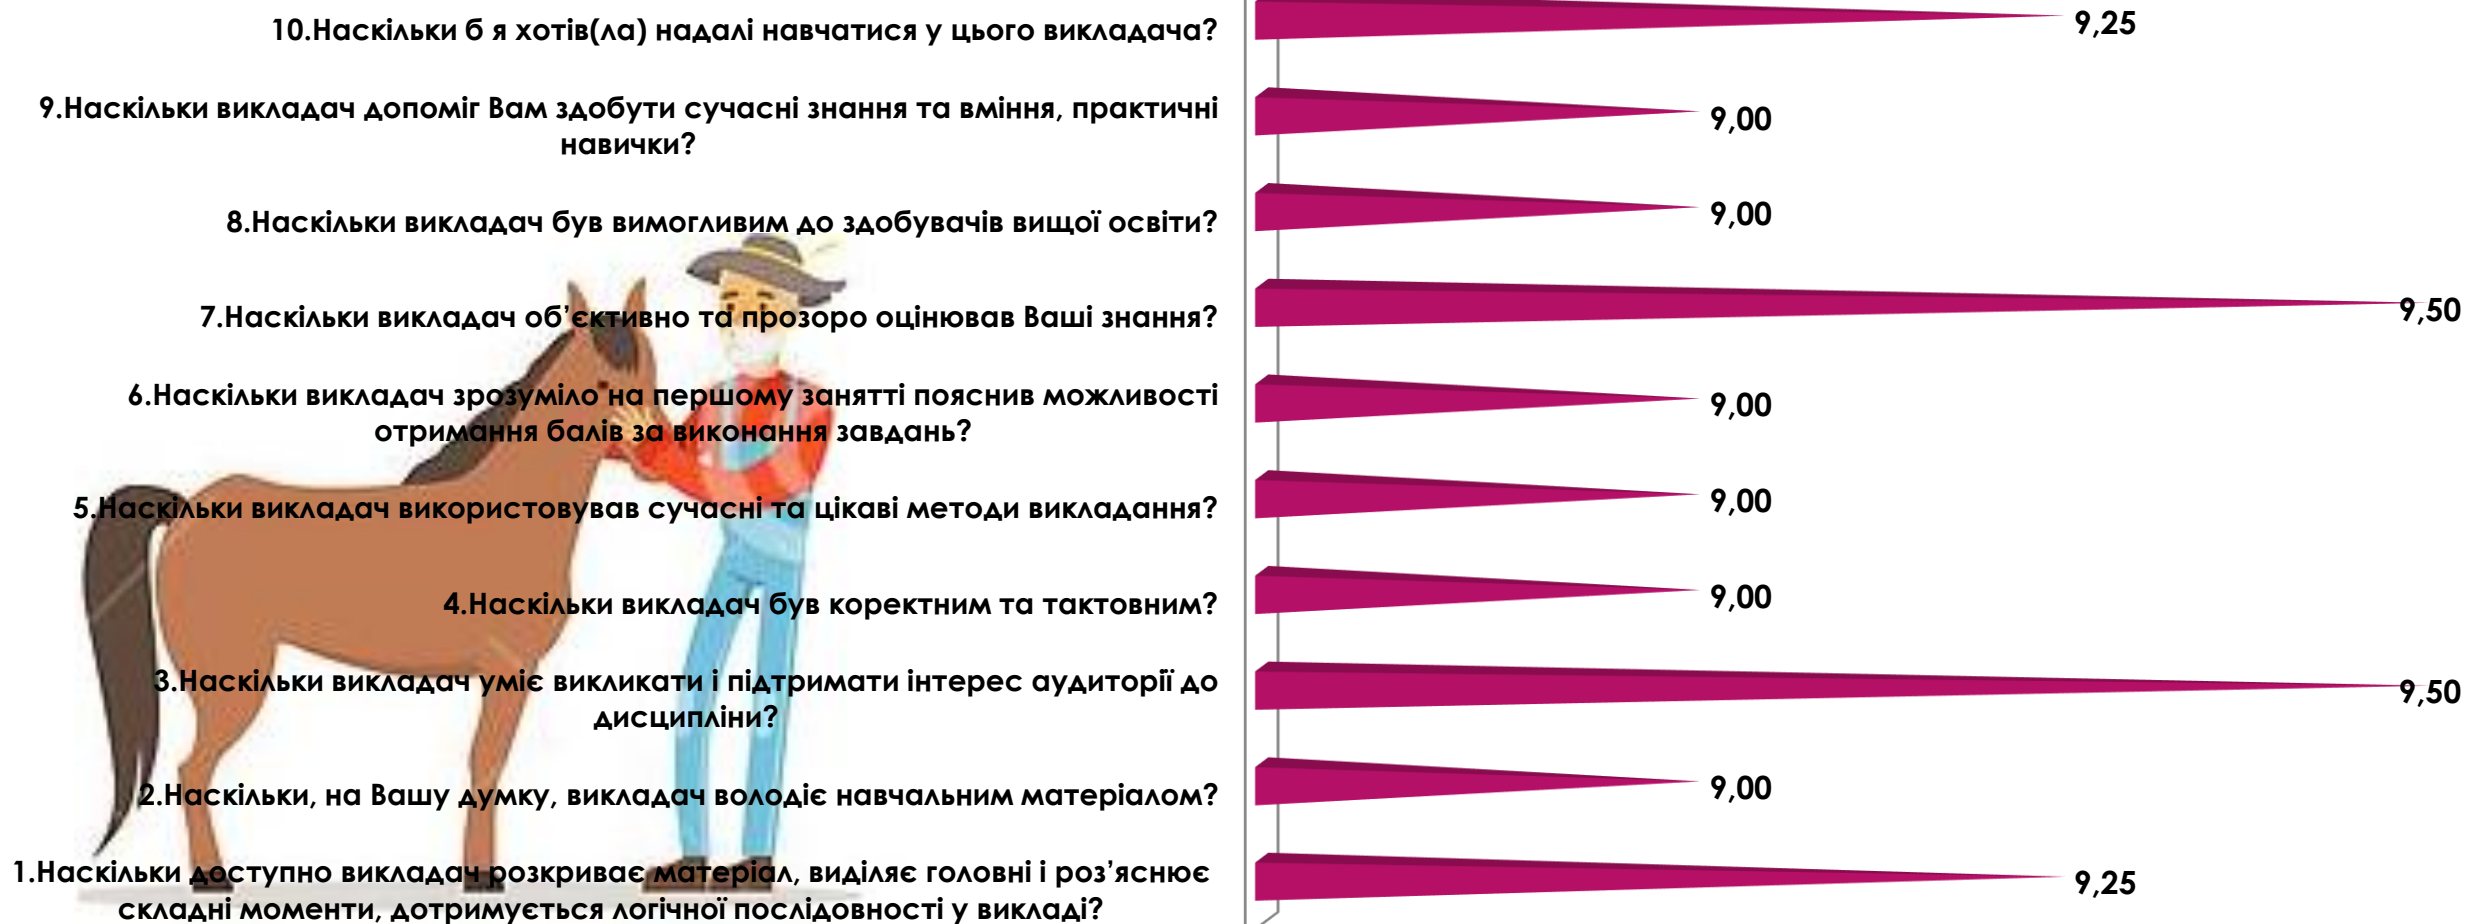 10.Наскільки б я хотів(ла) надалі навчатися у цього викладача?
9,25
9.Наскільки викладач допоміг Вам здобути сучасні знання та вміння, практичні
навички?
9,00
8.Наскільки викладач був вимогливим до здобувачів вищої освіти?
9,00
7.Наскільки викладач об’єктивно та прозоро оцінював Ваші знання?
9,50
6.Наскільки викладач зрозуміло на першому занятті пояснив можливості
отримання балів за виконання завдань?
9,00
5.Наскільки викладач використовував сучасні та цікаві методи викладання?
9,00
4.Наскільки викладач був коректним та тактовним?
9,00
3.Наскільки викладач уміє викликати і підтримати інтерес аудиторії до
дисципліни?
9,50
2.Наскільки, на Вашу думку, викладач володіє навчальним матеріалом?
9,00
1.Наскільки доступно викладач розкриває матеріал, виділяє головні і роз’яснює
складні моменти, дотримується логічної послідовності у викладі?
9,25